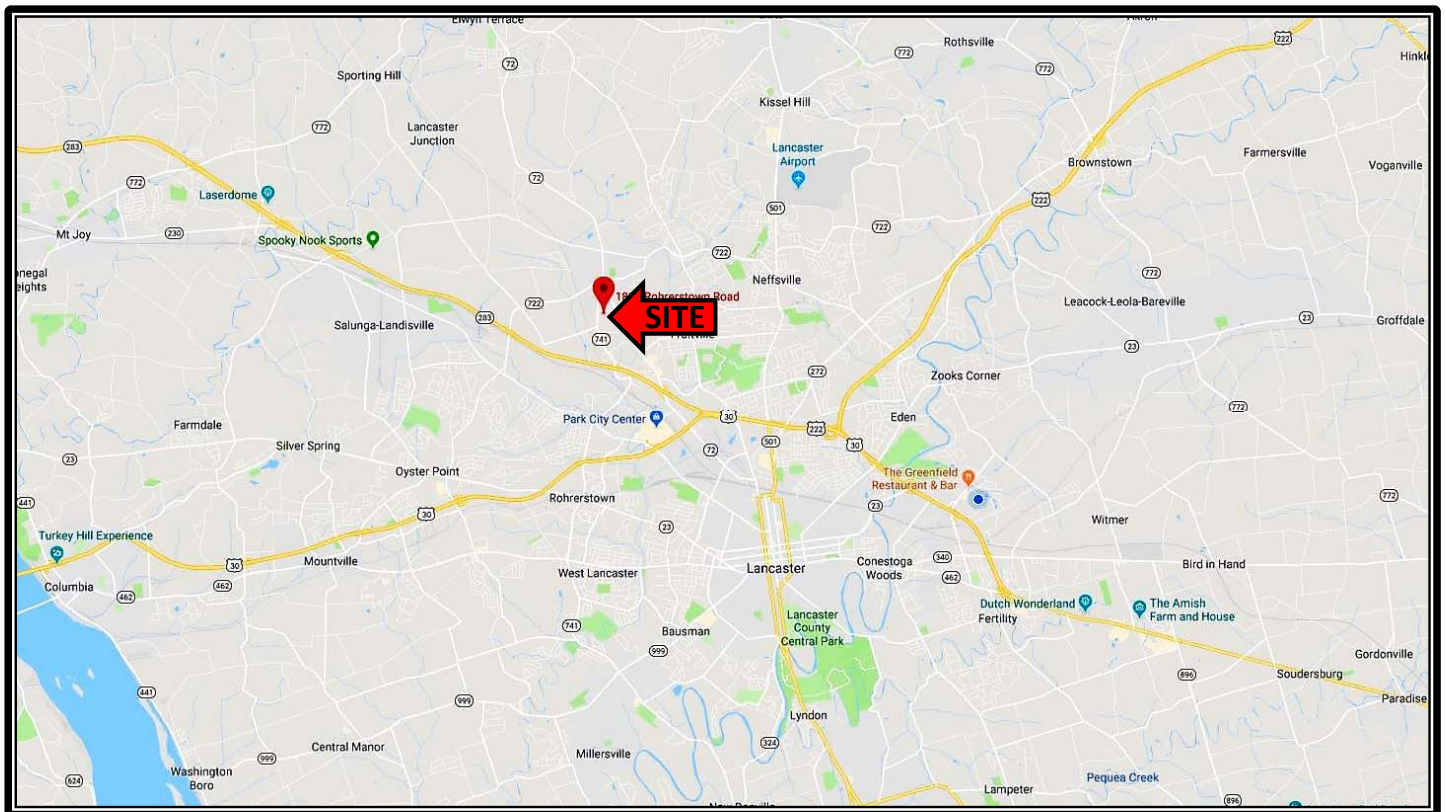 Elwyn Terrace
Akron
222
Rothsville
772
Hinkl
72
Sporting Hill
772
Kissel Hill
772
Lancaster
Junction
283
Lancaster
Airport
Brownstown
Farmersville
Voganville
772
72
Laserdome
222
501
Mt Joy
230
Spooky Nook Sports
722
722
Neffsville
772
onegal
eights
Rohrerstown Road
SITE
722
Leacock-Leola-Bareville
283
Salunga-Landisville
741
Fruitville
23
Groffdale
23
272
Zooks Corner
772
Park City Center
30
Eden
Farmdale
222
501
30
Silver Spring
72
23
Oyster Point
The Greenfield
Restaurant & Bar
441
Rohrerstown
772
30
23
23
Witmer
Turkey Hill Experience
30
Mountville
340
Bird in Hand
Columbia
462
462
West Lancaster
Lancaster
Conestoga
Woods
462
Dutch Wonderland
Fertility
The Amish
Farm and House
Lancaster
County
Central Park
741
Bausman
999
Gordonville
896
Soudersburg
441
999
Paradise
Lyndon
324
Central Manor
999
Millersville
Washington
Boro
624
Pequea Creek
Lampeter
896